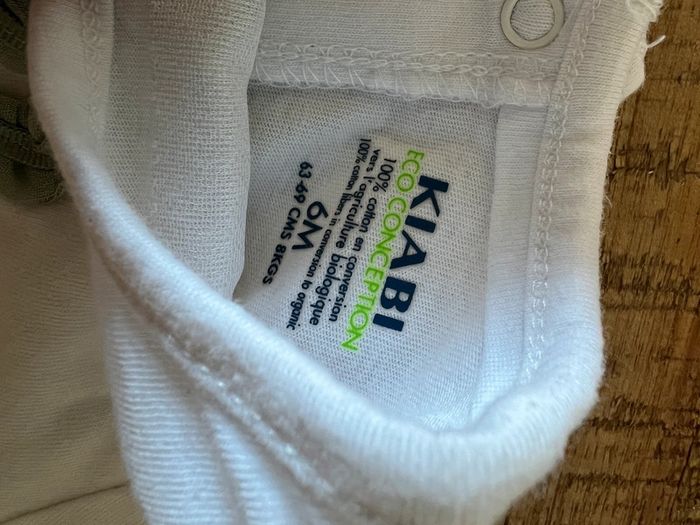 KIABI
ECO CONCEPTION
100% cotton en conversion
vers l'agriculture biologique
100% cotton fibers in conversion to organic
6M
63-69 CMS 8KGS